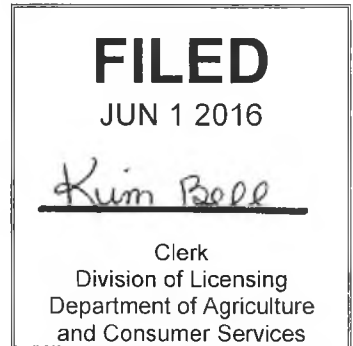 FILED
JUN 1 2016
Kim Bell
Clerk
Division of Licensing
Department of Agriculture
and Consumer Services